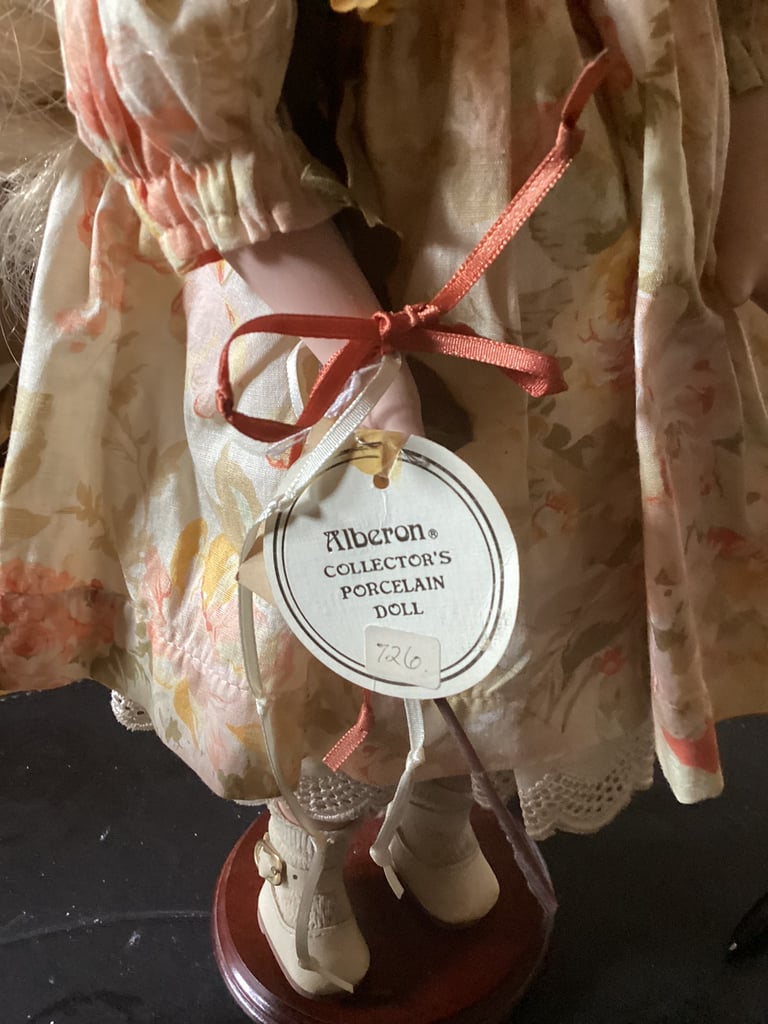 Alberon®
COLLECTOR'S
PORCELAIN
DOLL
726.